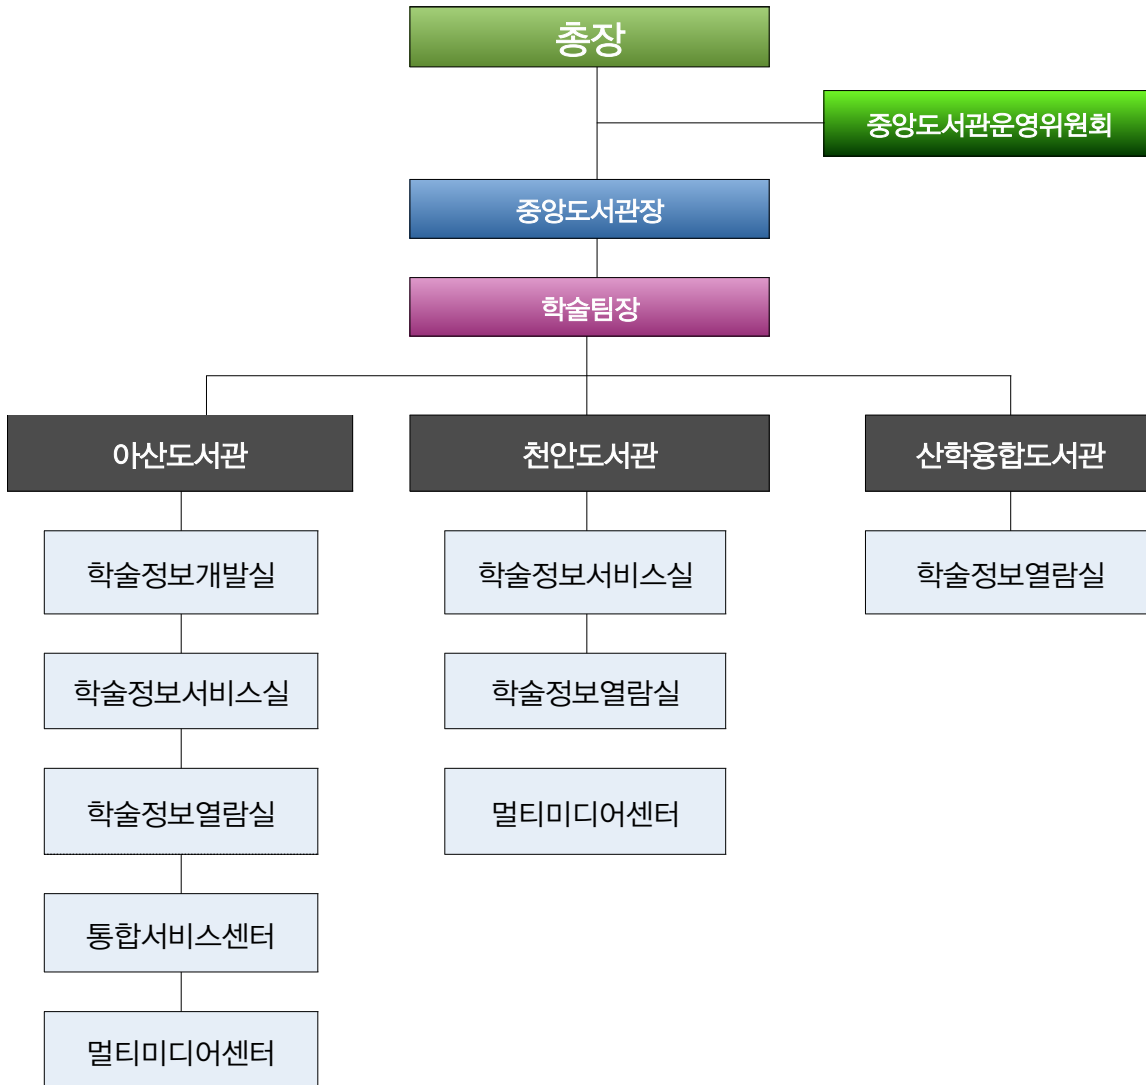 총장
중앙도서관운영위원회
중앙도서관장
학술팀장
아산도서관
천안도서관
산학융합도서관
학술정보개발실
학술정보서비스실
학술정보열람실
학술정보서비스실
학술정보열람실
학술정보열람실
멀티미디어센터
통합서비스센터
멀티미디어센터